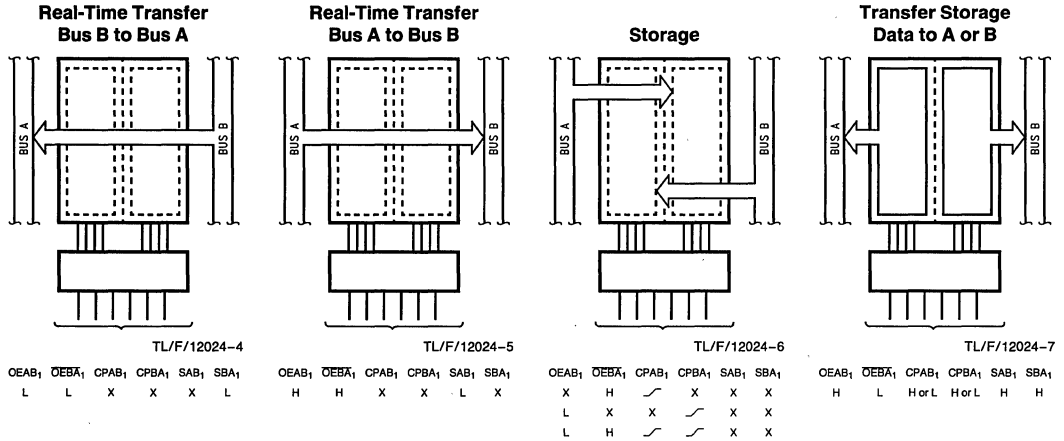 Real-Time Transfer
Bus B to Bus A
BUS A
BUS B
TL/F/12024–4
OEAB1 OEBA1 CPAB1 CPBA1 SAB1 SBA1
L L X X X L
Real-Time Transfer
Bus A to Bus B
BUS A
BUS B
TL/F/12024–5
OEAB1 OEBA1 CPAB1 CPBA1 SAB1 SBA1
H H X X L X
Storage
BUS A
BUS B
TL/F/12024–6
OEAB1 OEBA1 CPAB1 CPBA1 SAB1 SBA1
X H X X X
L X X X X
L H X X
Transfer Storage
Data to A or B
BUS A
BUS B
TL/F/12024–7
OEAB1 OEBA1 CPAB1 CPBA1 SAB1 SBA1
H L H or L H or L H H